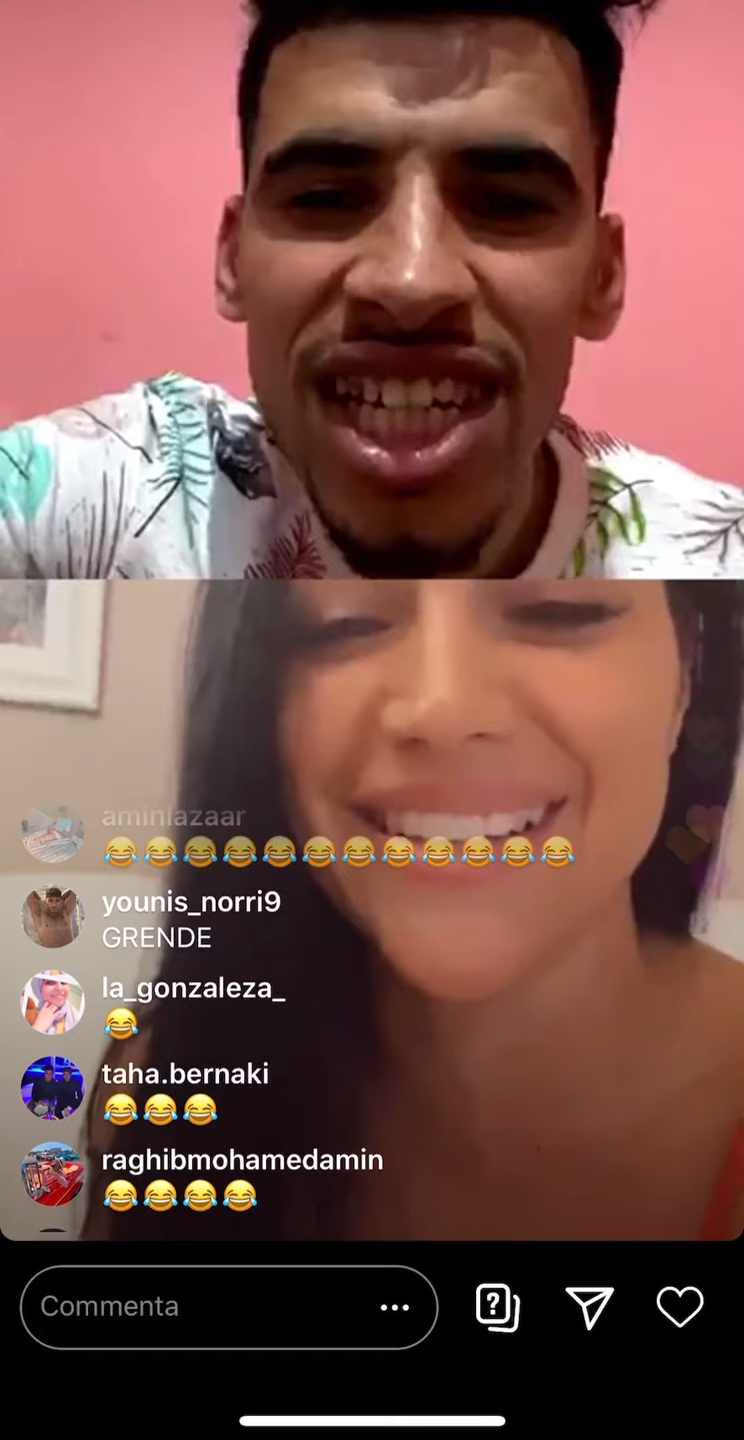 aminlazaar
😂😂😂😂😂😂😂😂😂😂😂😂
younis_norri9
GRENDE
la_gonzaleza_
😂
taha.bernaki
😂😂😂
raghibmohamedamin
😂😂😂😂
Commenta